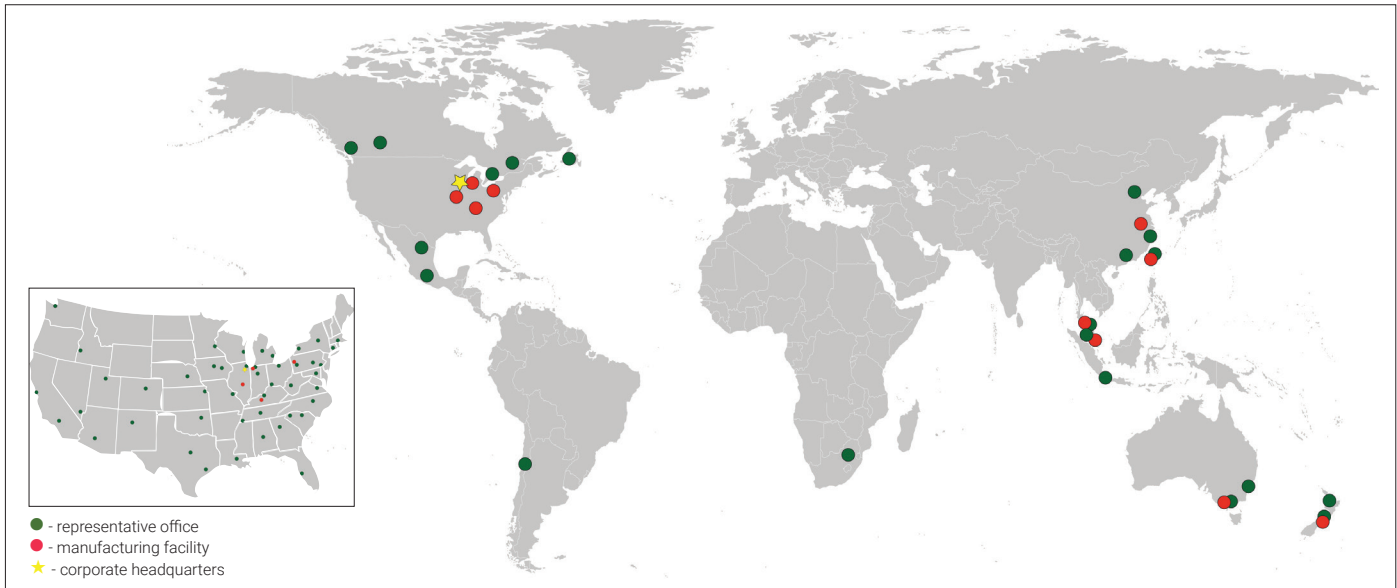 - representative office
- manufacturing facility
- corporate headquarters